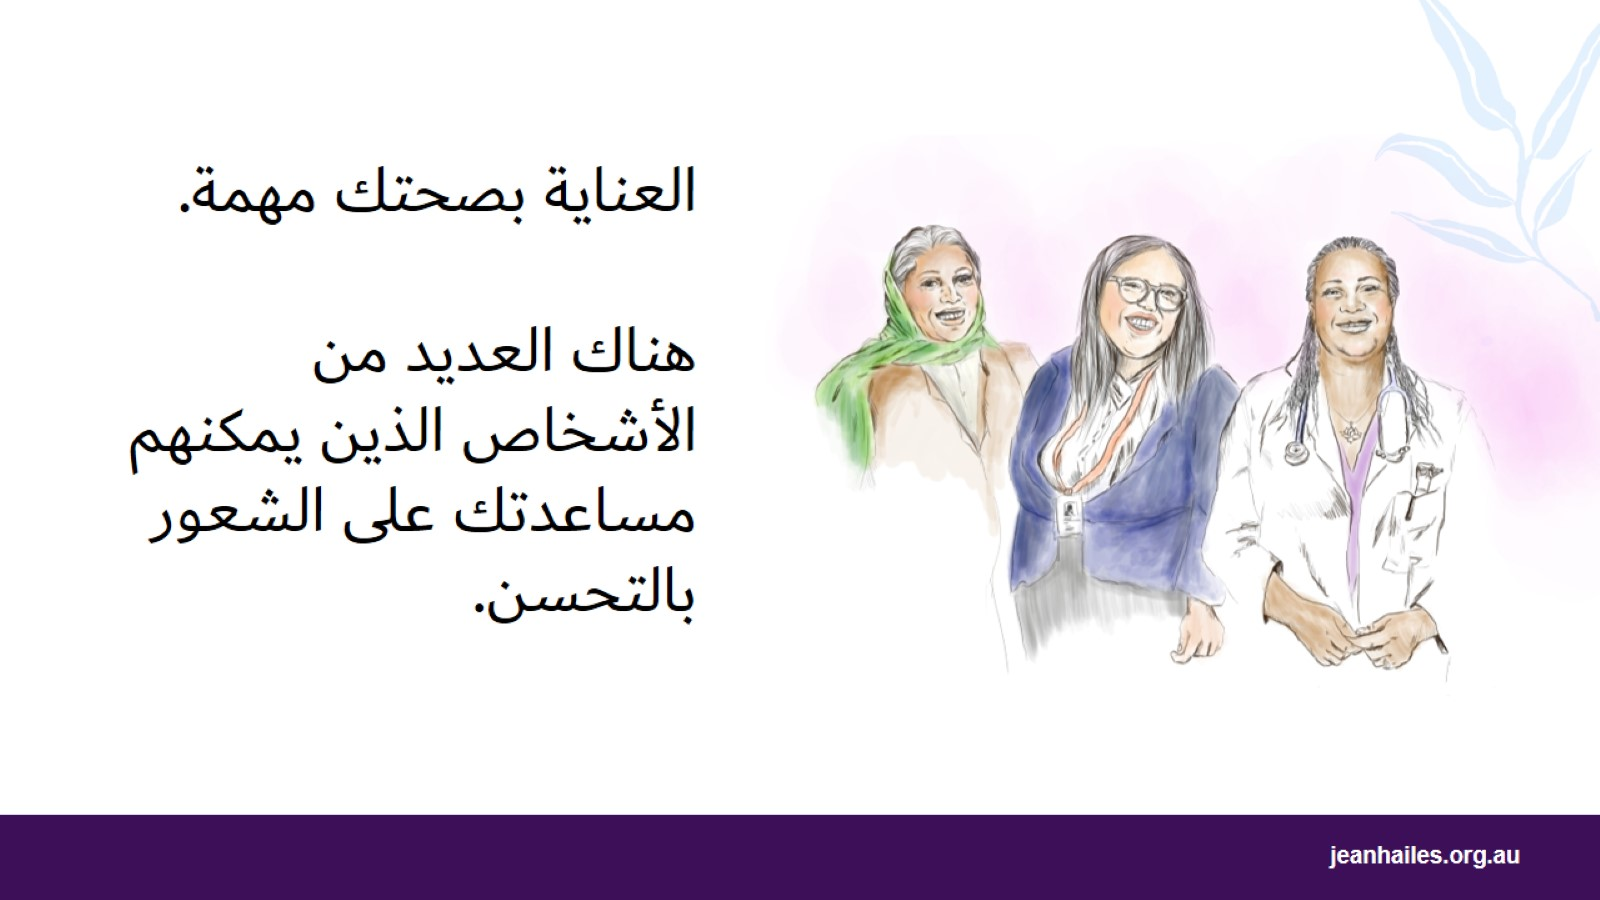 العناية بصحتك مهمة.
هناك العديد من
الأشخاص الذين يمكنهم
مساعدتك على الشعور
بالتحسن.
jeanhailes.org.au